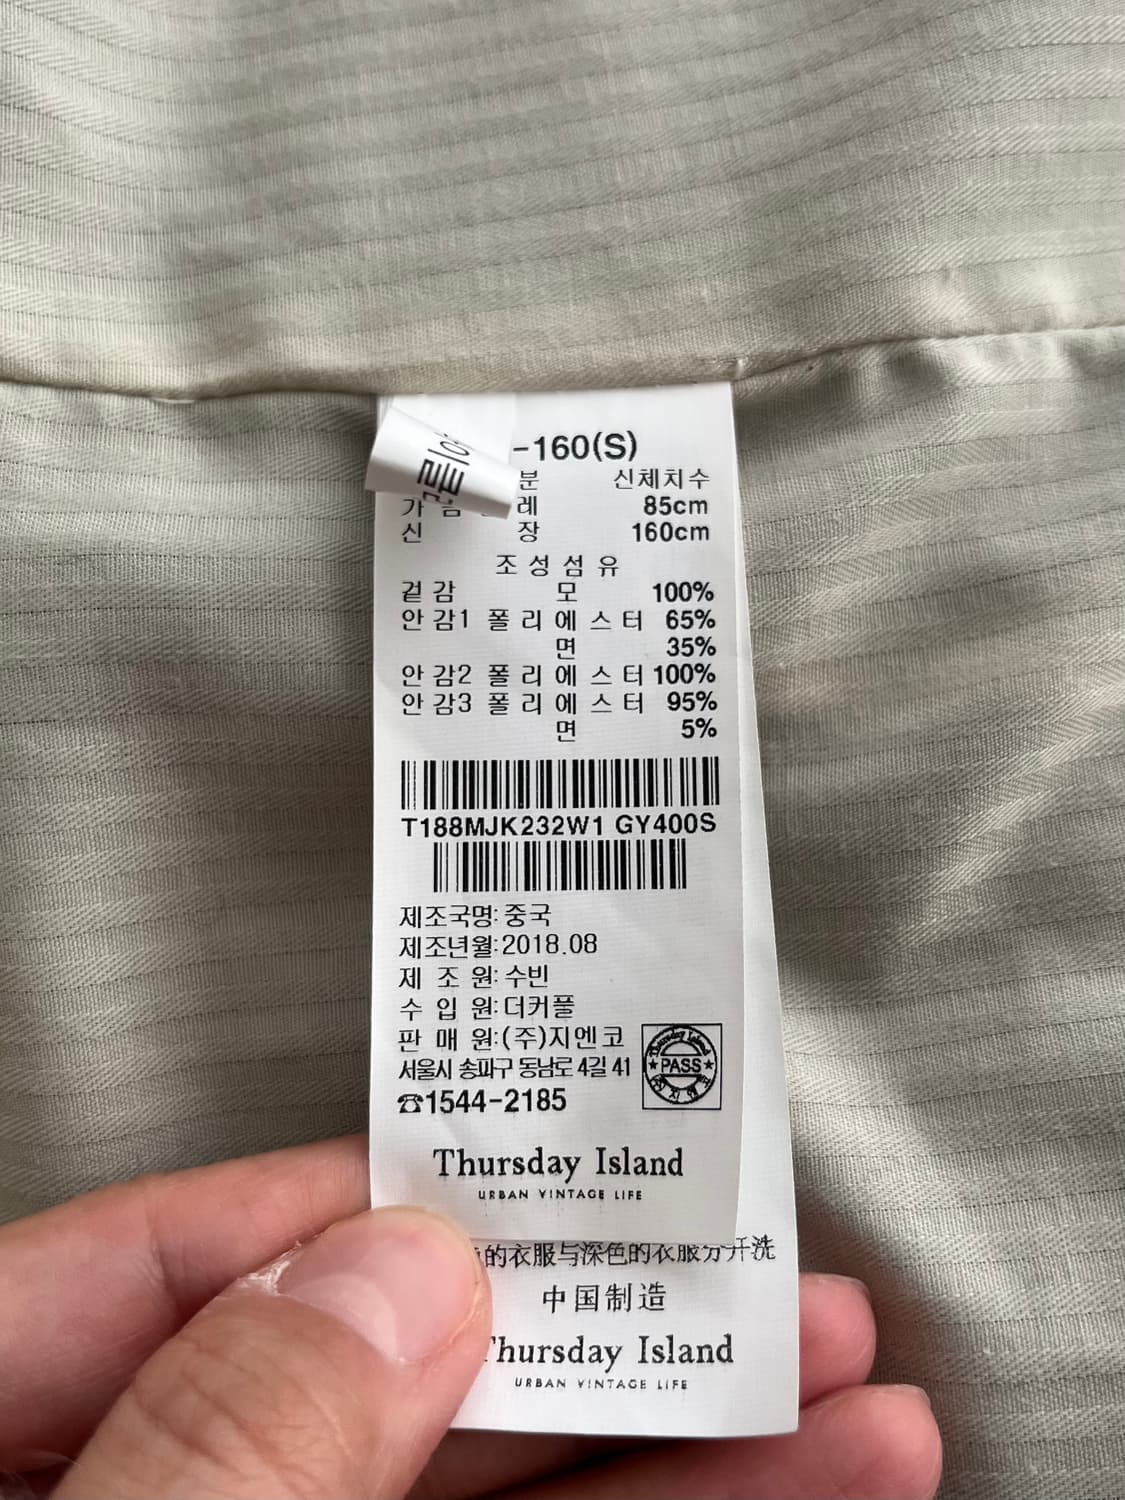 -160(S)
분 신체치수
가 슴 둘 레 85cm
신 장 160cm
조 성 섬 유
겉 감 모 100%
안 감1 폴 리 에 스 터 65%
면 35%
안 감2 폴 리 에 스 터 100%
안 감3 폴 리 에 스 터 95%
면 5%
T188MJK232W1 GY400S
제조국명: 중국
제조년월: 2018.08
제 조 원: 수빈
수 입 원: 더커풀
판 매 원: (주)지엔코
서울시 송파구 동남로 4길 41
☎1544-2185
Thursday Island
PASS
Thursday Island
URBAN VINTAGE LIFE
的衣服与深色的衣服分开洗
中国制造
Thursday Island
URBAN VINTAGE LIFE